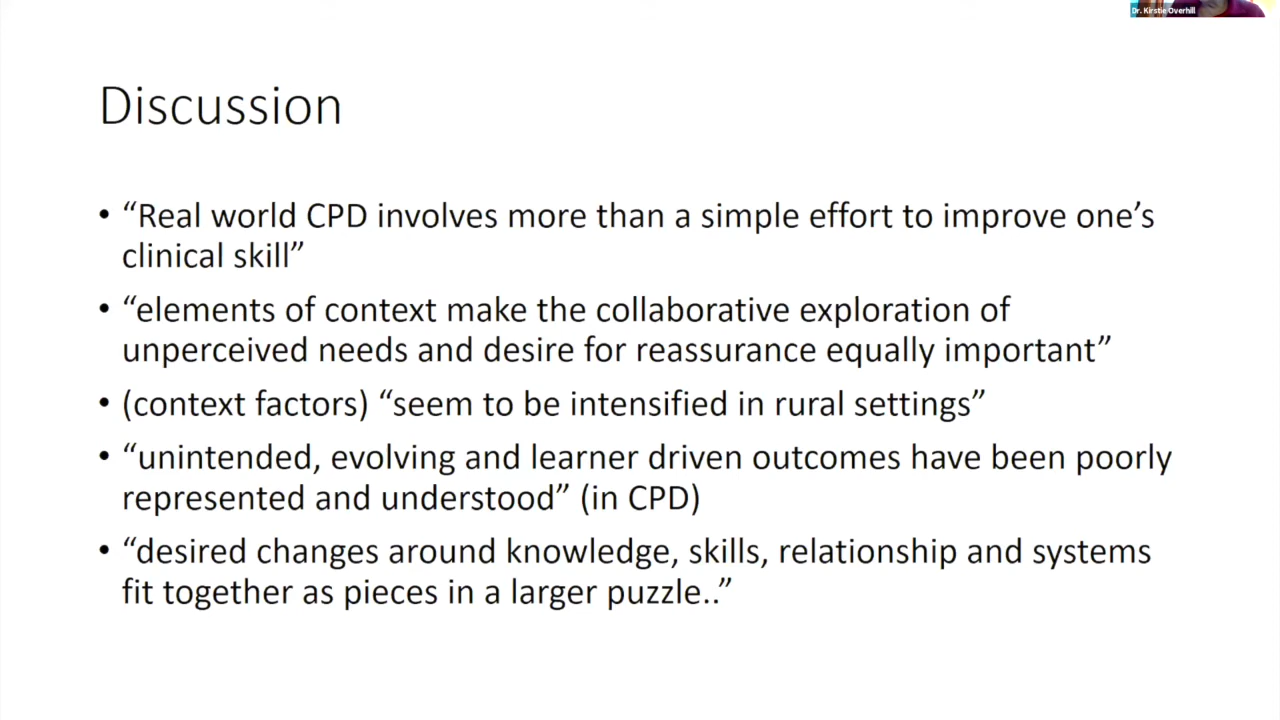 Dr. Kirstie Overhill
Discussion
• “Real world CPD involves more than a simple effort to improve one’s
clinical skill”
• “elements of context make the collaborative exploration of
unperceived needs and desire for reassurance equally important”
• (context factors) “seem to be intensified in rural settings”
• “unintended, evolving and learner driven outcomes have been poorly
represented and understood” (in CPD)
• “desired changes around knowledge, skills, relationship and systems
fit together as pieces in a larger puzzle..”